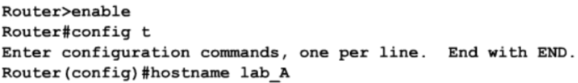 Router>enable
Router#config t
Enter configuration commands, one per line.  End with END.
Router(config)#hostname lab_A